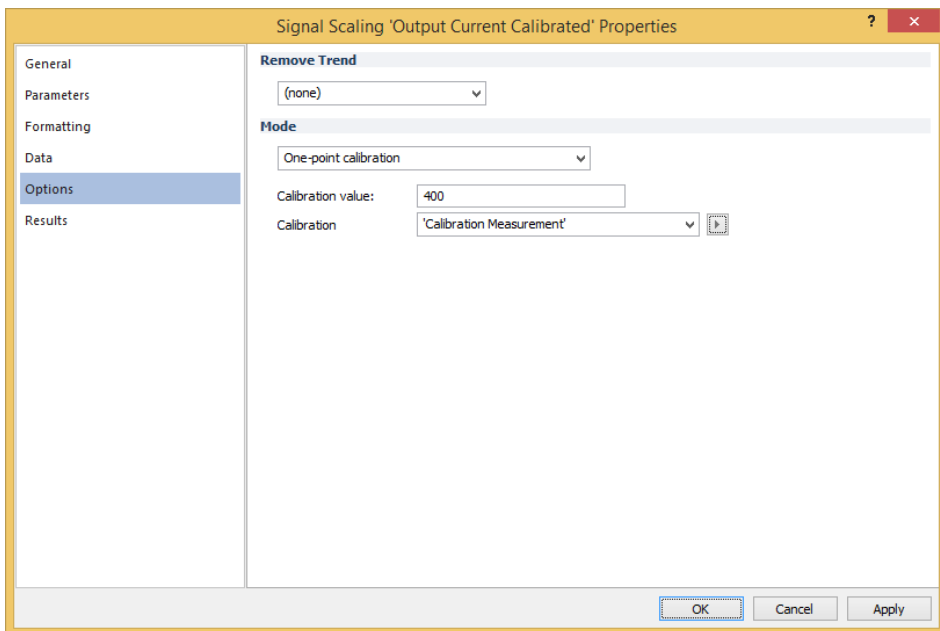 Signal Scaling 'Output Current Calibrated' Properties
?
General
Parameters
Formatting
Data
Options
Results
Remove Trend
(none)
Mode
One-point calibration
Calibration value: 400
Calibration 'Calibration Measurement'
OK Cancel Apply